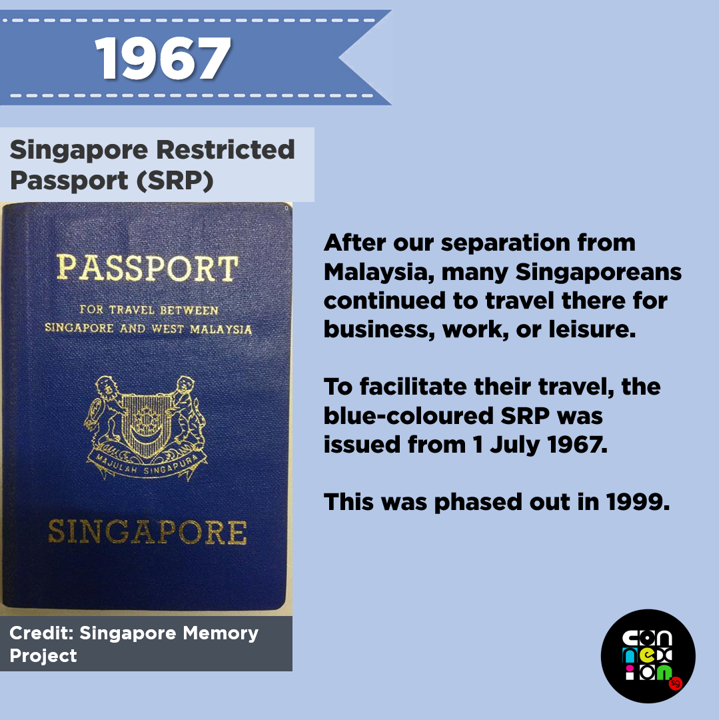 1967
Singapore Restricted
Passport (SRP)
PASSPORT
FOR TRAVEL BETWEEN
SINGAPORE AND WEST MALAYSIA
MAJULAH SINGAPURA
SINGAPORE
Credit: Singapore Memory
Project
After our separation from
Malaysia, many Singaporeans
continued to travel there for
business, work, or leisure.
To facilitate their travel, the
blue-coloured SRP was
issued from 1 July 1967.
This was phased out in 1999.
con
nex
ion
sg